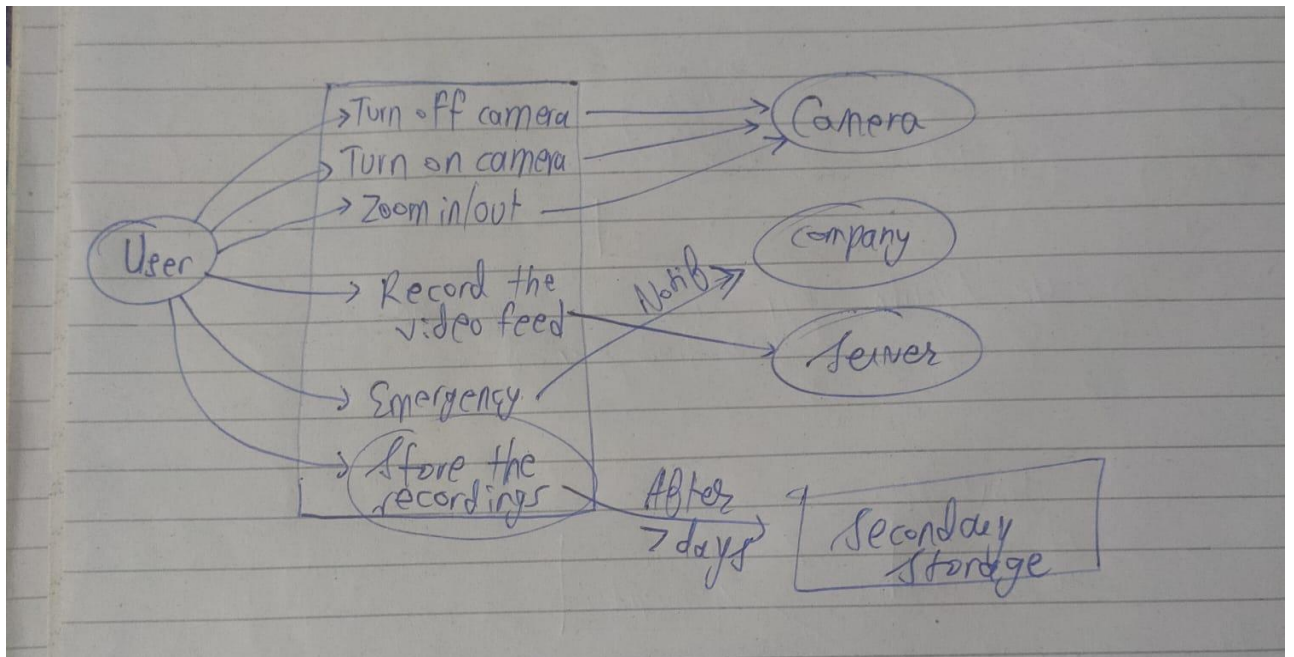 Turn off camera
Camera
Turn on camera
Zoom in/out
User
Company
Notif
Record the
video feed
Server
Emergency
Store the
recordings
After
7 days
Secondary
Storage